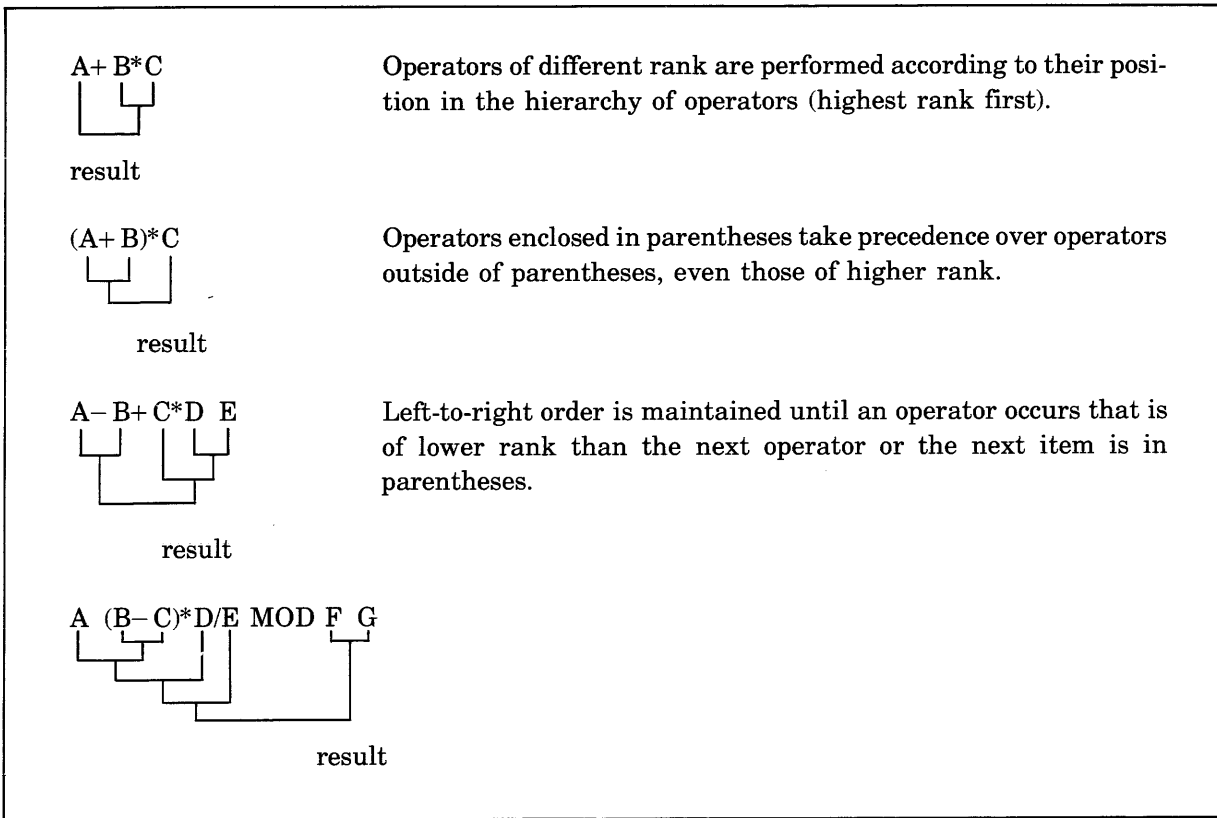 A+ B*C
Operators of different rank are performed according to their posi-
tion in the hierarchy of operators (highest rank first).
result
(A+ B)*C
Operators enclosed in parentheses take precedence over operators
outside of parentheses, even those of higher rank.
result
A− B+ C*D E
Left-to-right order is maintained until an operator occurs that is
of lower rank than the next operator or the next item is in
parentheses.
result
A (B− C)*D/E MOD F G
result